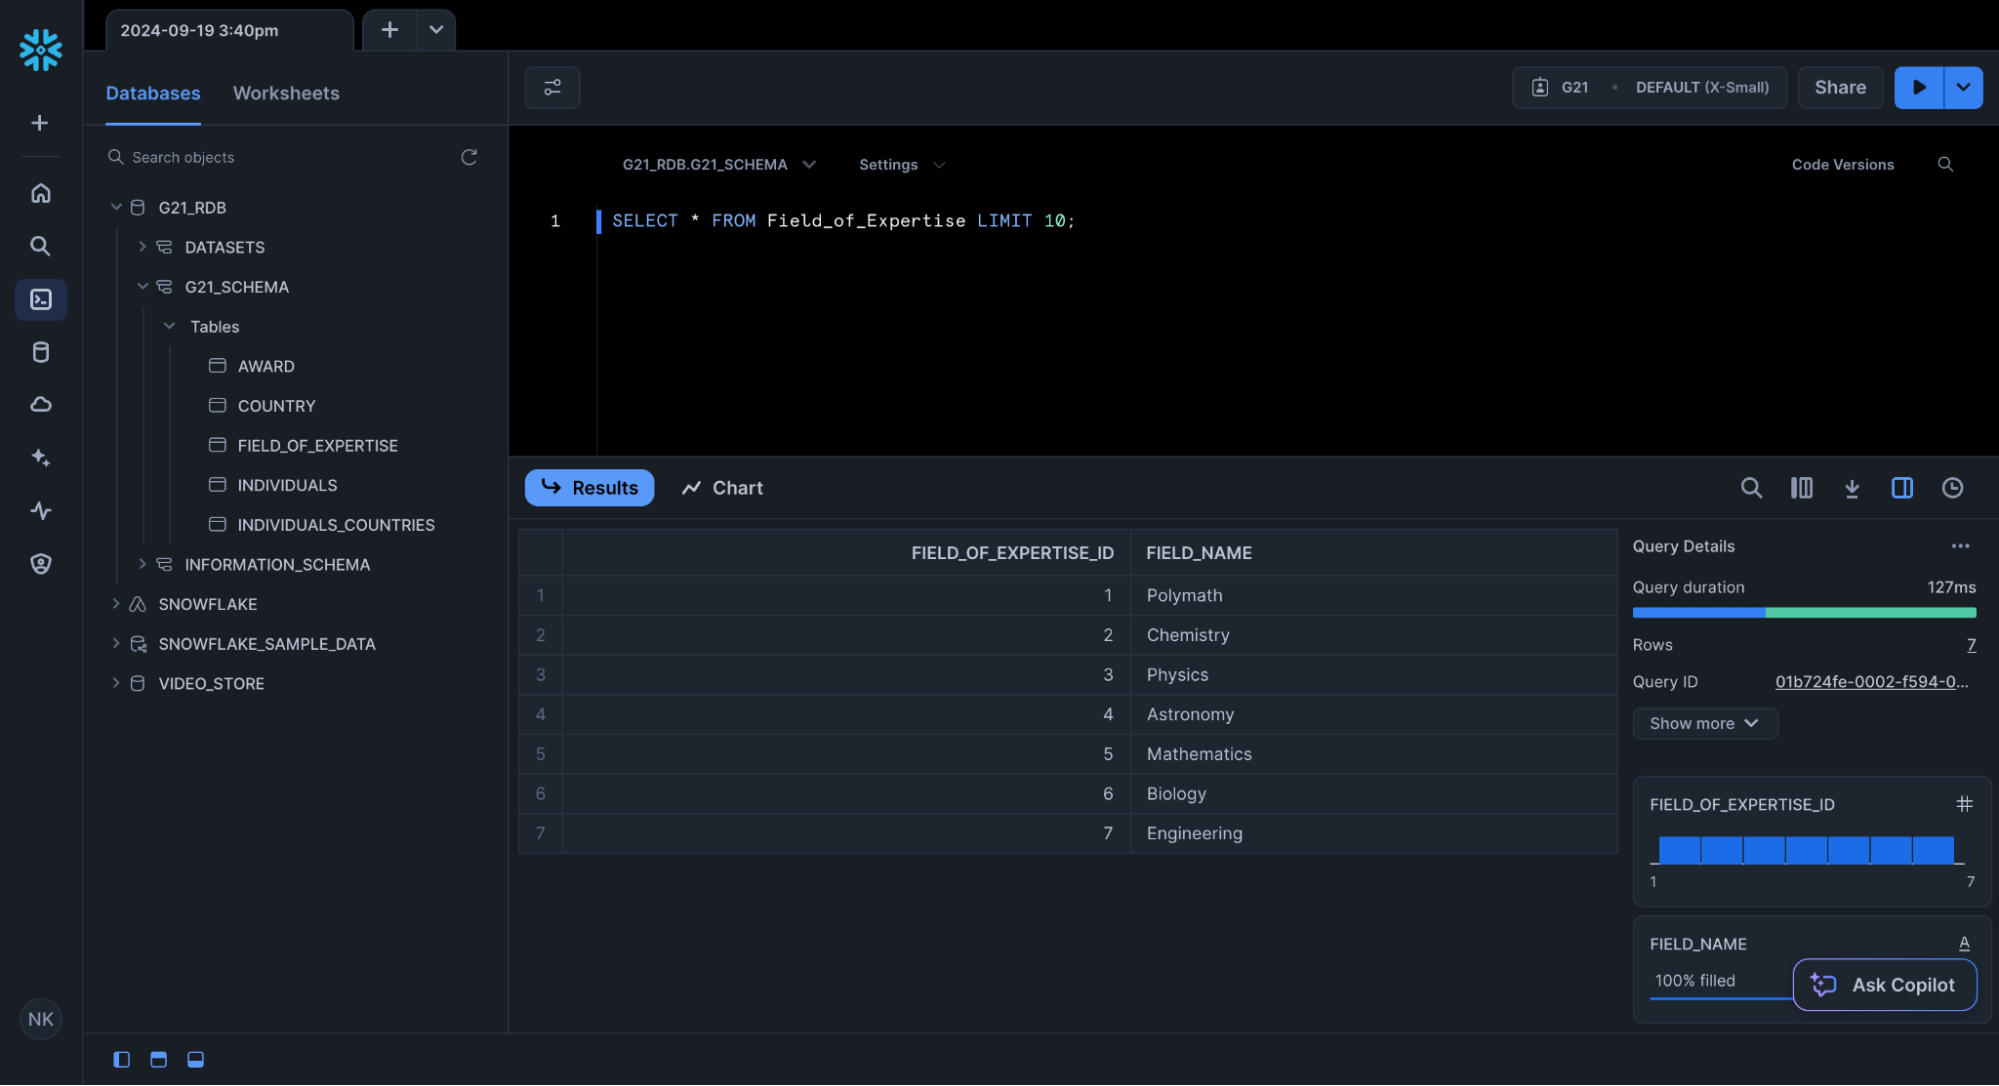 2024-09-19 3:40pm
Databases
Worksheets
G21
DEFAULT (X-Small)
Share
Search objects
G21_RDB
DATASETS
G21_SCHEMA
Tables
AWARD
COUNTRY
FIELD_OF_EXPERTISE
INDIVIDUALS
INDIVIDUALS_COUNTRIES
INFORMATION_SCHEMA
SNOWFLAKE
SNOWFLAKE_SAMPLE_DATA
VIDEO_STORE
NK
G21_RDB.G21_SCHEMA
Settings
Code Versions
1 SELECT * FROM Field_of_Expertise LIMIT 10;
Results
Chart
FIELD_OF_EXPERTISE_ID FIELD_NAME
1 1 Polymath
2 2 Chemistry
3 3 Physics
4 4 Astronomy
5 5 Mathematics
6 6 Biology
7 7 Engineering
Query Details
Query duration 127ms
Rows 7
Query ID 01b724fe-0002-f594-0...
Show more
FIELD_OF_EXPERTISE_ID
1 7
FIELD_NAME A
100% filled
Ask Copilot